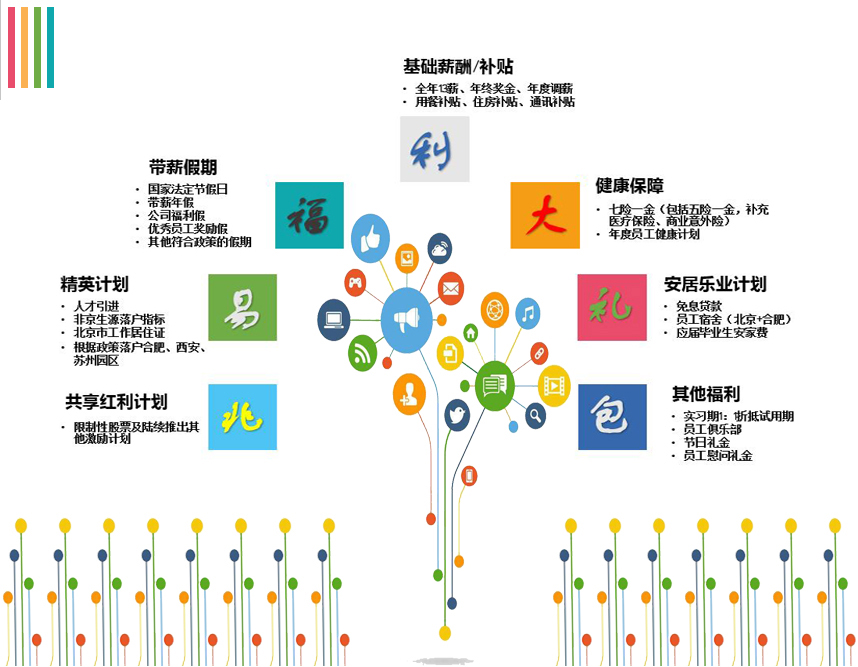 基础薪酬/补贴
• 全年13薪、年终奖金、年度调薪
• 用餐补贴、住房补贴、通讯补贴
利
带薪假期
• 国家法定节假日
• 带薪年假
• 公司福利假
• 优秀员工奖励假
• 其他符合政策的假期
福
健康保障
• 七险一金（包括五险一金，补充
医疗保险、商业意外险）
• 年度员工健康计划
大
精英计划
• 人才引进
• 非京生源落户指标
• 北京市工作居住证
• 根据政策落户合肥、西安、
苏州园区
易
安居乐业计划
• 免息贷款
• 员工宿舍（北京+合肥）
• 应届毕业生安家费
礼
共享红利计划
• 限制性股票及陆续推出其
他激励计划
兆
其他福利
• 实习期1：1折抵试用期
• 员工俱乐部
• 节日礼金
• 员工慰问礼金
包